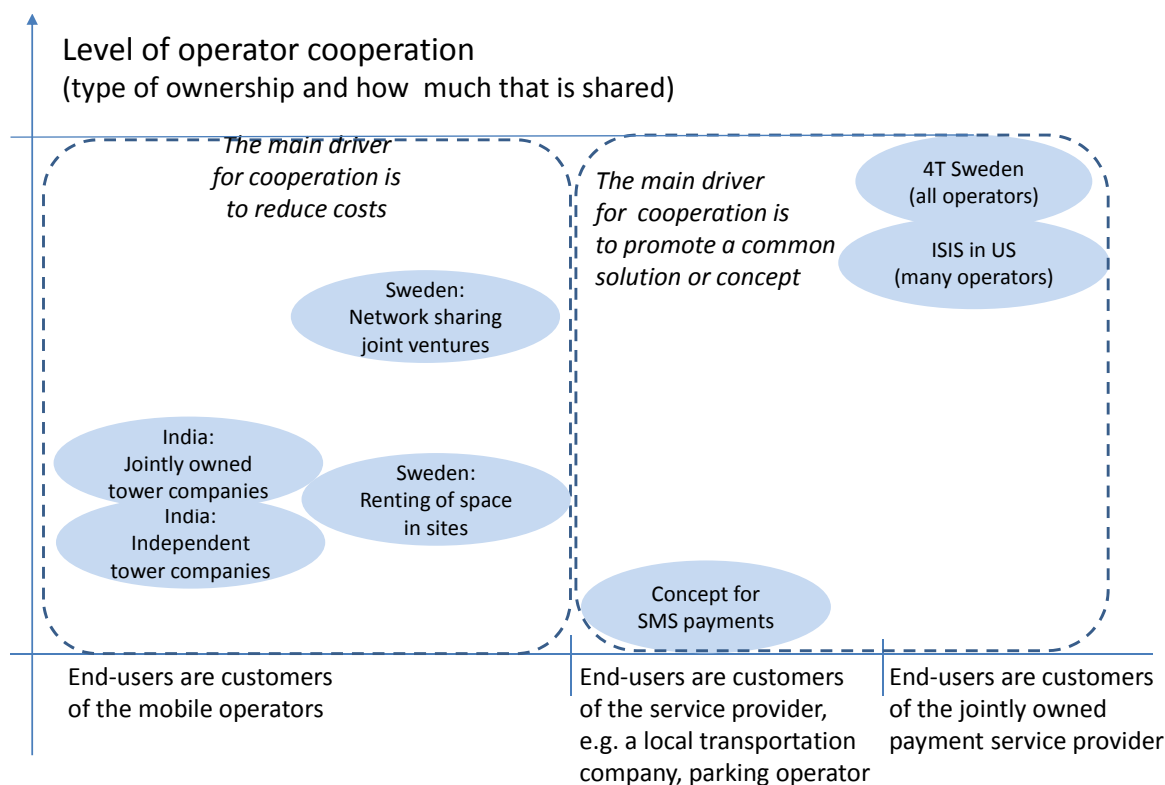 Level of operator cooperation
(type of ownership and how much that is shared)
The main driver
for cooperation is
to reduce costs
The main driver
for cooperation is
to promote a common
solution or concept
4T Sweden
(all operators)
ISIS in US
(many operators)
Sweden:
Network sharing
joint ventures
India:
Jointly owned
tower companies
Sweden:
Renting of space
in sites
India:
Independent
tower companies
Concept for
SMS payments
End-users are customers
of the mobile operators
End-users are customers
of the service provider,
e.g. a local transportation
company, parking operator
End-users are customers
of the jointly owned
payment service provider